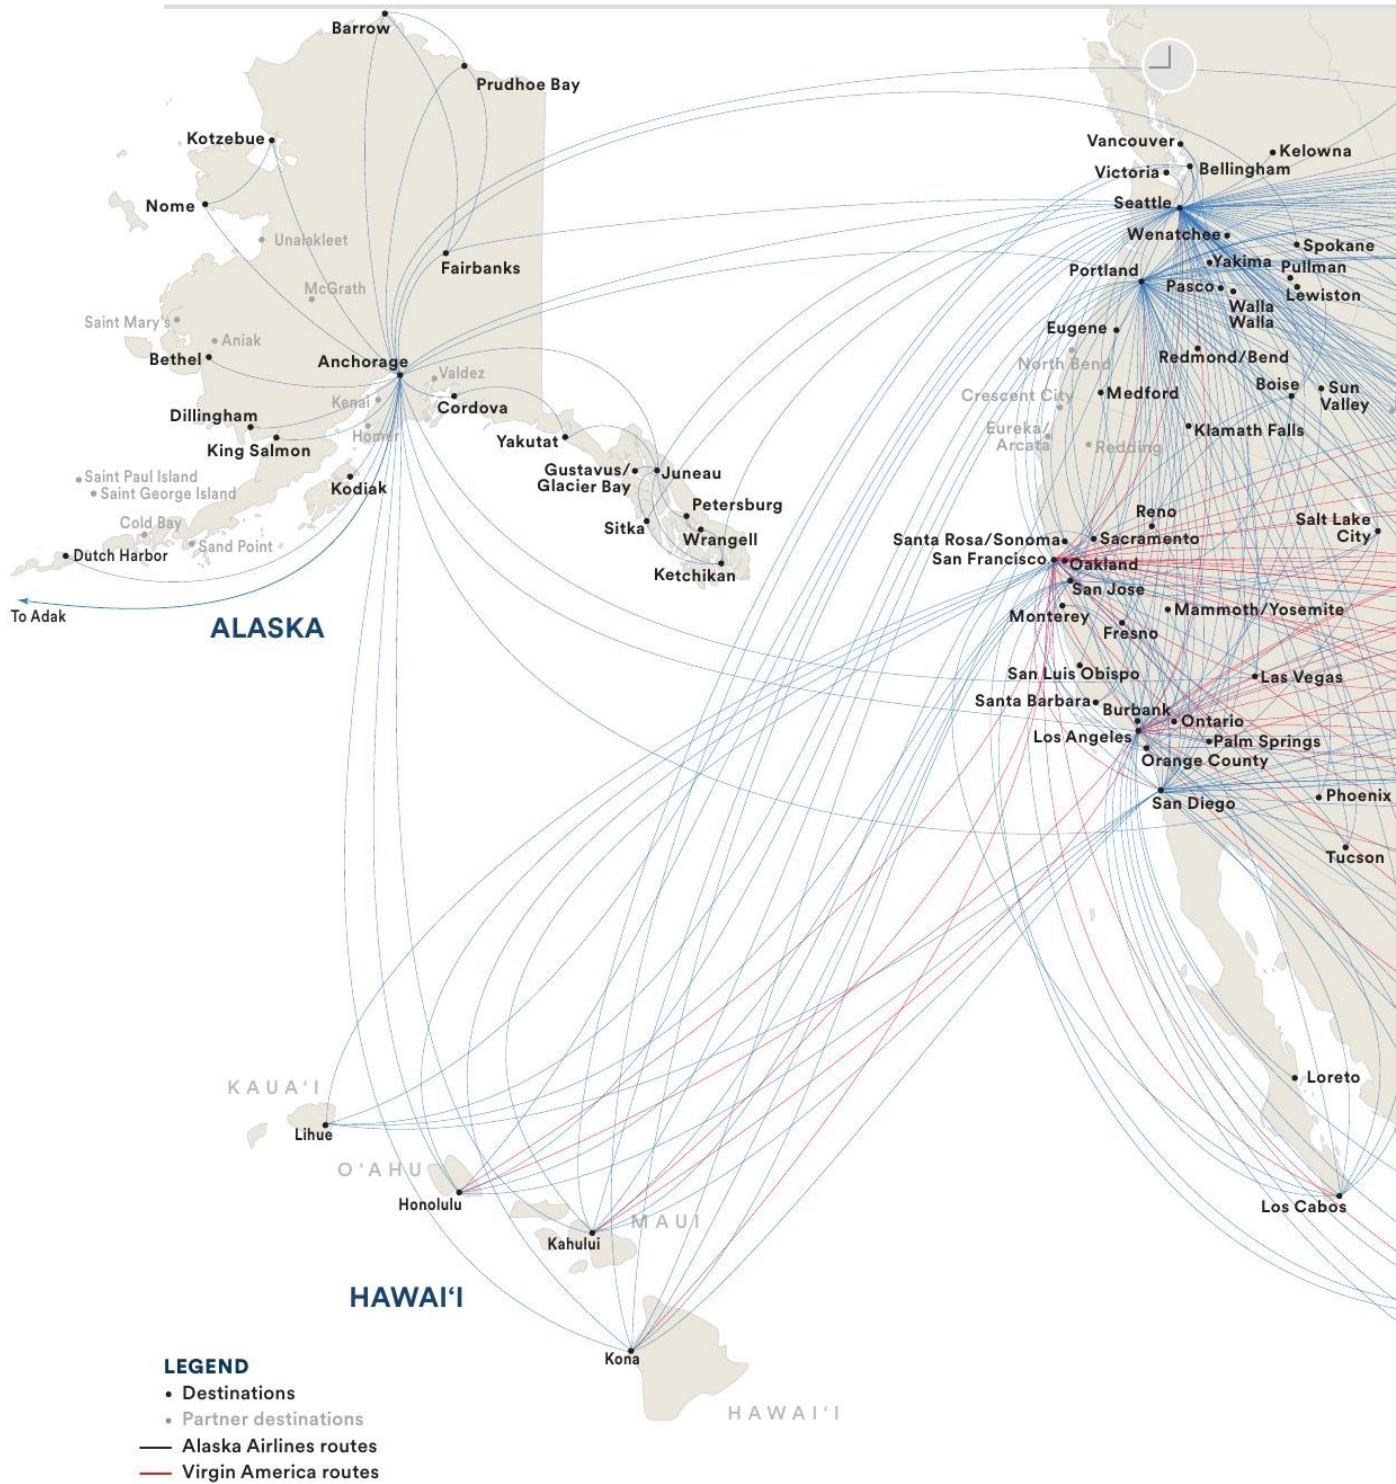 Barrow
Prudhoe Bay
Kotzebue
Nome
Unalakleet
Fairbanks
McGrath
Saint Mary's
Aniak
Bethel
Anchorage
Valdez
Kenai
Cordova
Dillingham
Homer
King Salmon
Yakutat
Saint Paul Island
Saint George Island
Kodiak
Gustavus/
Glacier Bay
Juneau
Cold Bay
Petersburg
Sitka
Wrangell
Dutch Harbor
Sand Point
Ketchikan
To Adak
ALASKA
Vancouver
Kelowna
Victoria
Bellingham
Seattle
Wenatchee
Spokane
Yakima
Pullman
Portland
Pasco
Lewiston
Walla
Walla
Eugene
North Bend
Redmond/Bend
Boise
Sun
Valley
Crescent City
Medford
Eureka/
Arcata
Klamath Falls
Redding
Reno
Salt Lake
City
Santa Rosa/Sonoma
Sacramento
San Francisco
Oakland
San Jose
Monterey
Mammoth/Yosemite
Fresno
San Luis Obispo
Las Vegas
Santa Barbara
Burbank
Ontario
Los Angeles
Palm Springs
Orange County
San Diego
Phoenix
Tucson
Loreto
Los Cabos
KAUA‘I
Lihue
O‘AHU
Honolulu
MAUI
Kahului
HAWAI‘I
Kona
HAWAI‘I
LEGEND
Destinations
Partner destinations
Alaska Airlines routes
Virgin America routes